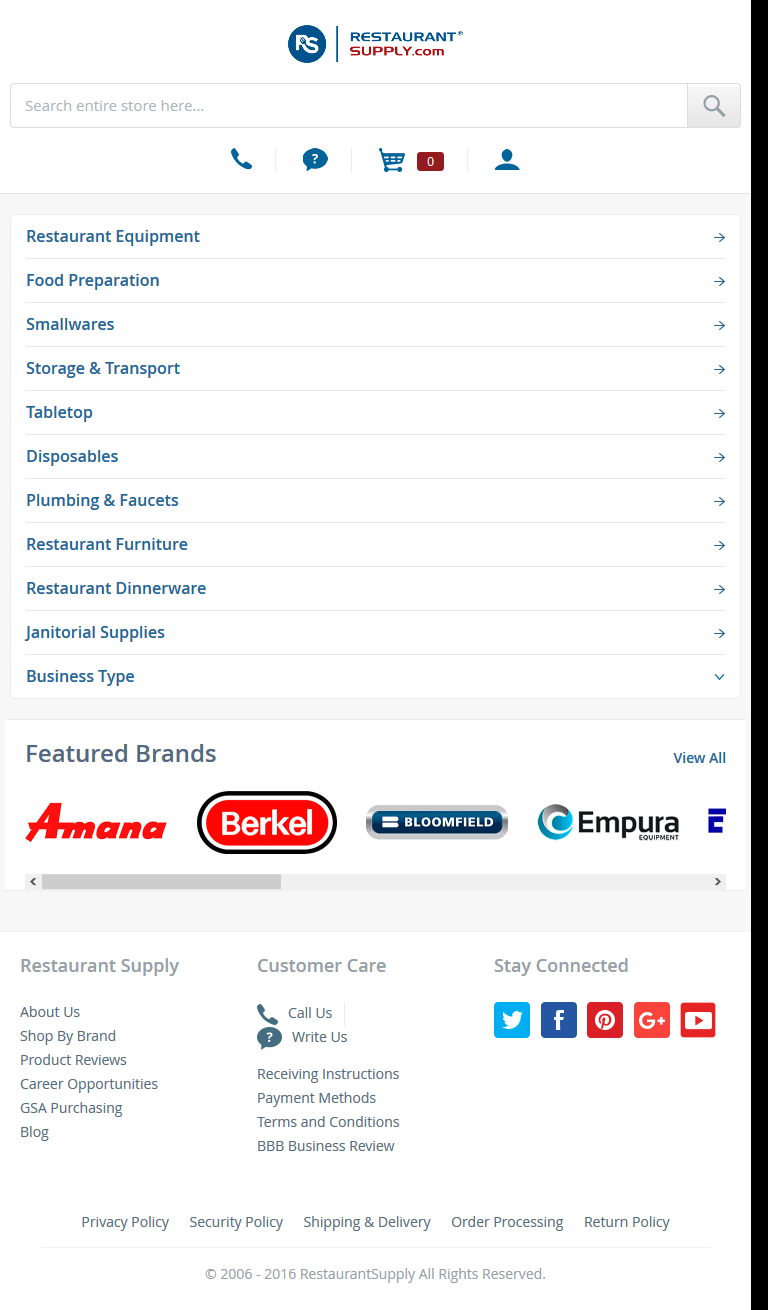 RS RESTAURANT®
SUPPLY.com
Search entire store here...
? 0
Restaurant Equipment
Food Preparation
Smallwares
Storage & Transport
Tabletop
Disposables
Plumbing & Faucets
Restaurant Furniture
Restaurant Dinnerware
Janitorial Supplies
Business Type
Featured Brands
View All
Amana Berkel BLOOMFIELD Empura E
EQUIPMENT
Restaurant Supply
About Us
Shop By Brand
Product Reviews
Career Opportunities
GSA Purchasing
Blog
Customer Care
Call Us
? Write Us
Receiving Instructions
Payment Methods
Terms and Conditions
BBB Business Review
Stay Connected
f G+
Privacy Policy Security Policy Shipping & Delivery Order Processing Return Policy
© 2006 - 2016 RestaurantSupply All Rights Reserved.